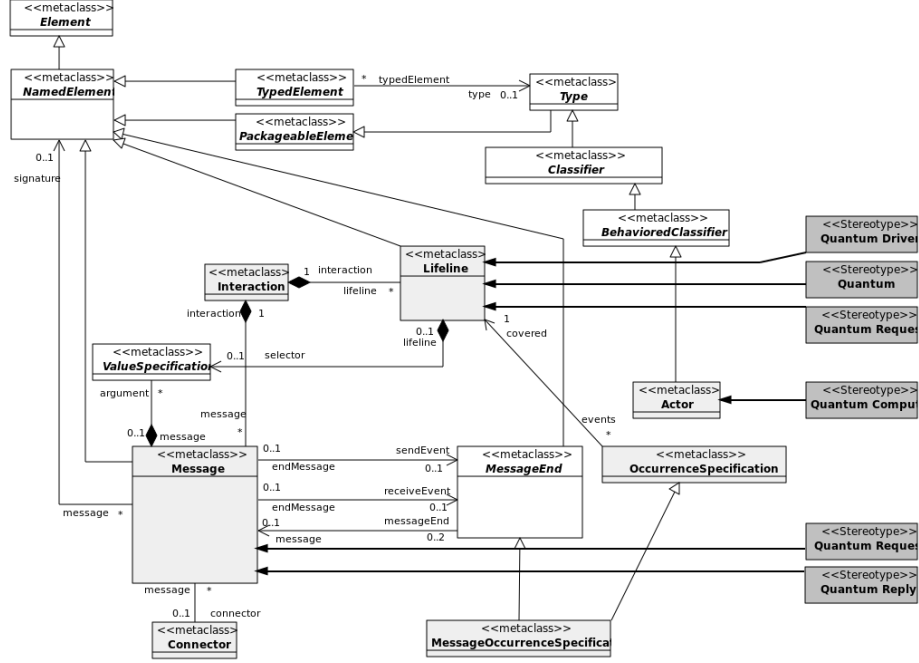 <<metaclass>>
Element
<<metaclass>>
NamedElement
<<metaclass>>
TypedElement
* typedElement
type 0..1
<<metaclass>>
Type
<<metaclass>>
PackageableEleme
0..1
signature
<<metaclass>>
Classifier
<<metaclass>>
BehavioredClassifier
<<Stereotype>>
Quantum Driver
<<metaclass>
Lifeline
<<metaclass>
Interaction
1 interaction
lifeline *
<<Stereotype>>
Quantum
interaction 1
<<Stereotype>>
Quantum Reques
1
covered
0..1
lifeline
<<metaclass>>
ValueSpecification
0..1 selector
argument *
<<metaclass>
Actor
<<Stereotype>>
Quantum Comput
message
*
events
*
0..1 message
<<metaclass>>
Message
0..1
endMessage
sendEvent
0..1
<<metaclass>>
MessageEnd
<<metaclass>>
OccurrenceSpecification
0..1
endMessage
receiveEvent
0..1
message *
0..1
message
messageEnd
0..2
<<Stereotype>>
Quantum Reques
<<Stereotype>>
Quantum Reply
message *
0..1 connector
<<metaclass>
Connector
<<metaclass>>
MessageOccurrenceSpecificat